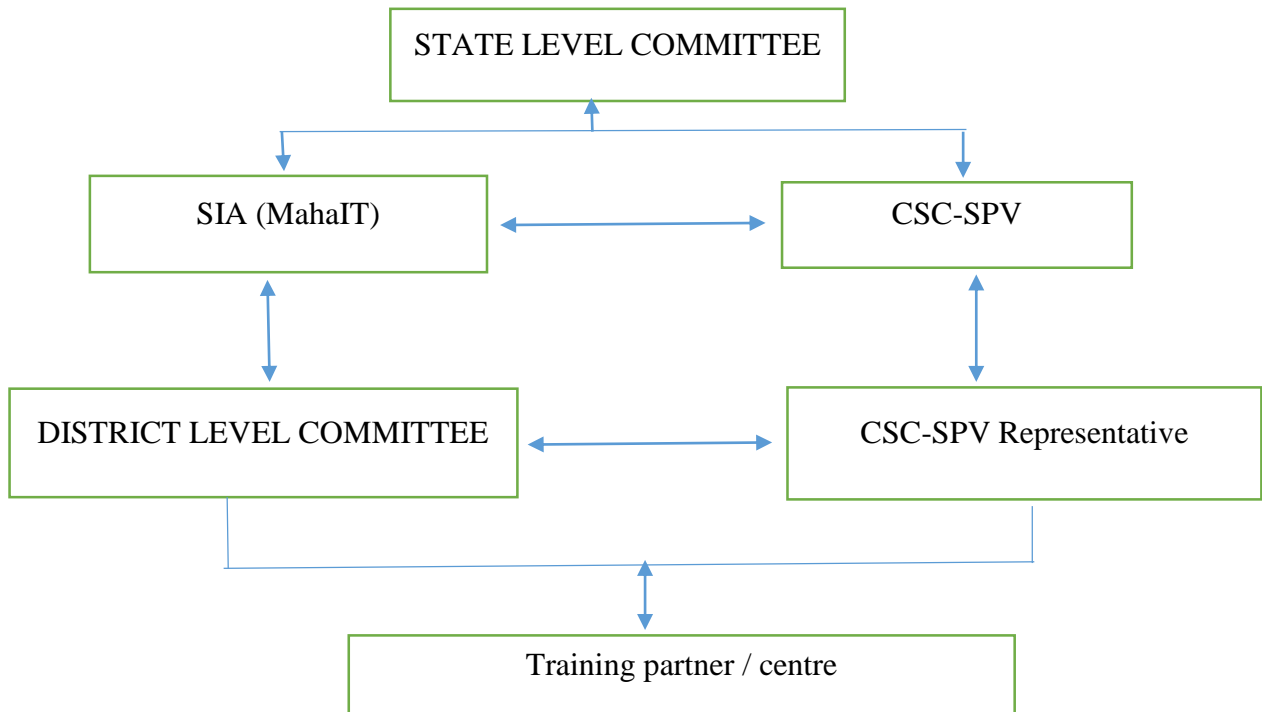 STATE LEVEL COMMITTEE
SIA (MahaIT)
CSC-SPV
DISTRICT LEVEL COMMITTEE
CSC-SPV Representative
Training partner / centre